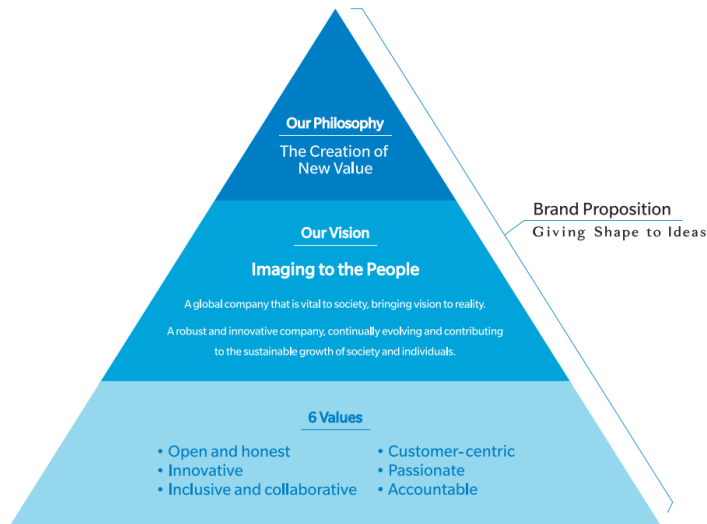 Our Philosophy
The Creation of
New Value
Our Vision
Imaging to the People
A global company that is vital to society, bringing vision to reality.
A robust and innovative company, continually evolving and contributing
to the sustainable growth of society and individuals.
6 Values
• Open and honest
• Innovative
• Inclusive and collaborative
• Customer-centric
• Passionate
• Accountable
Brand Proposition
Giving Shape to Ideas